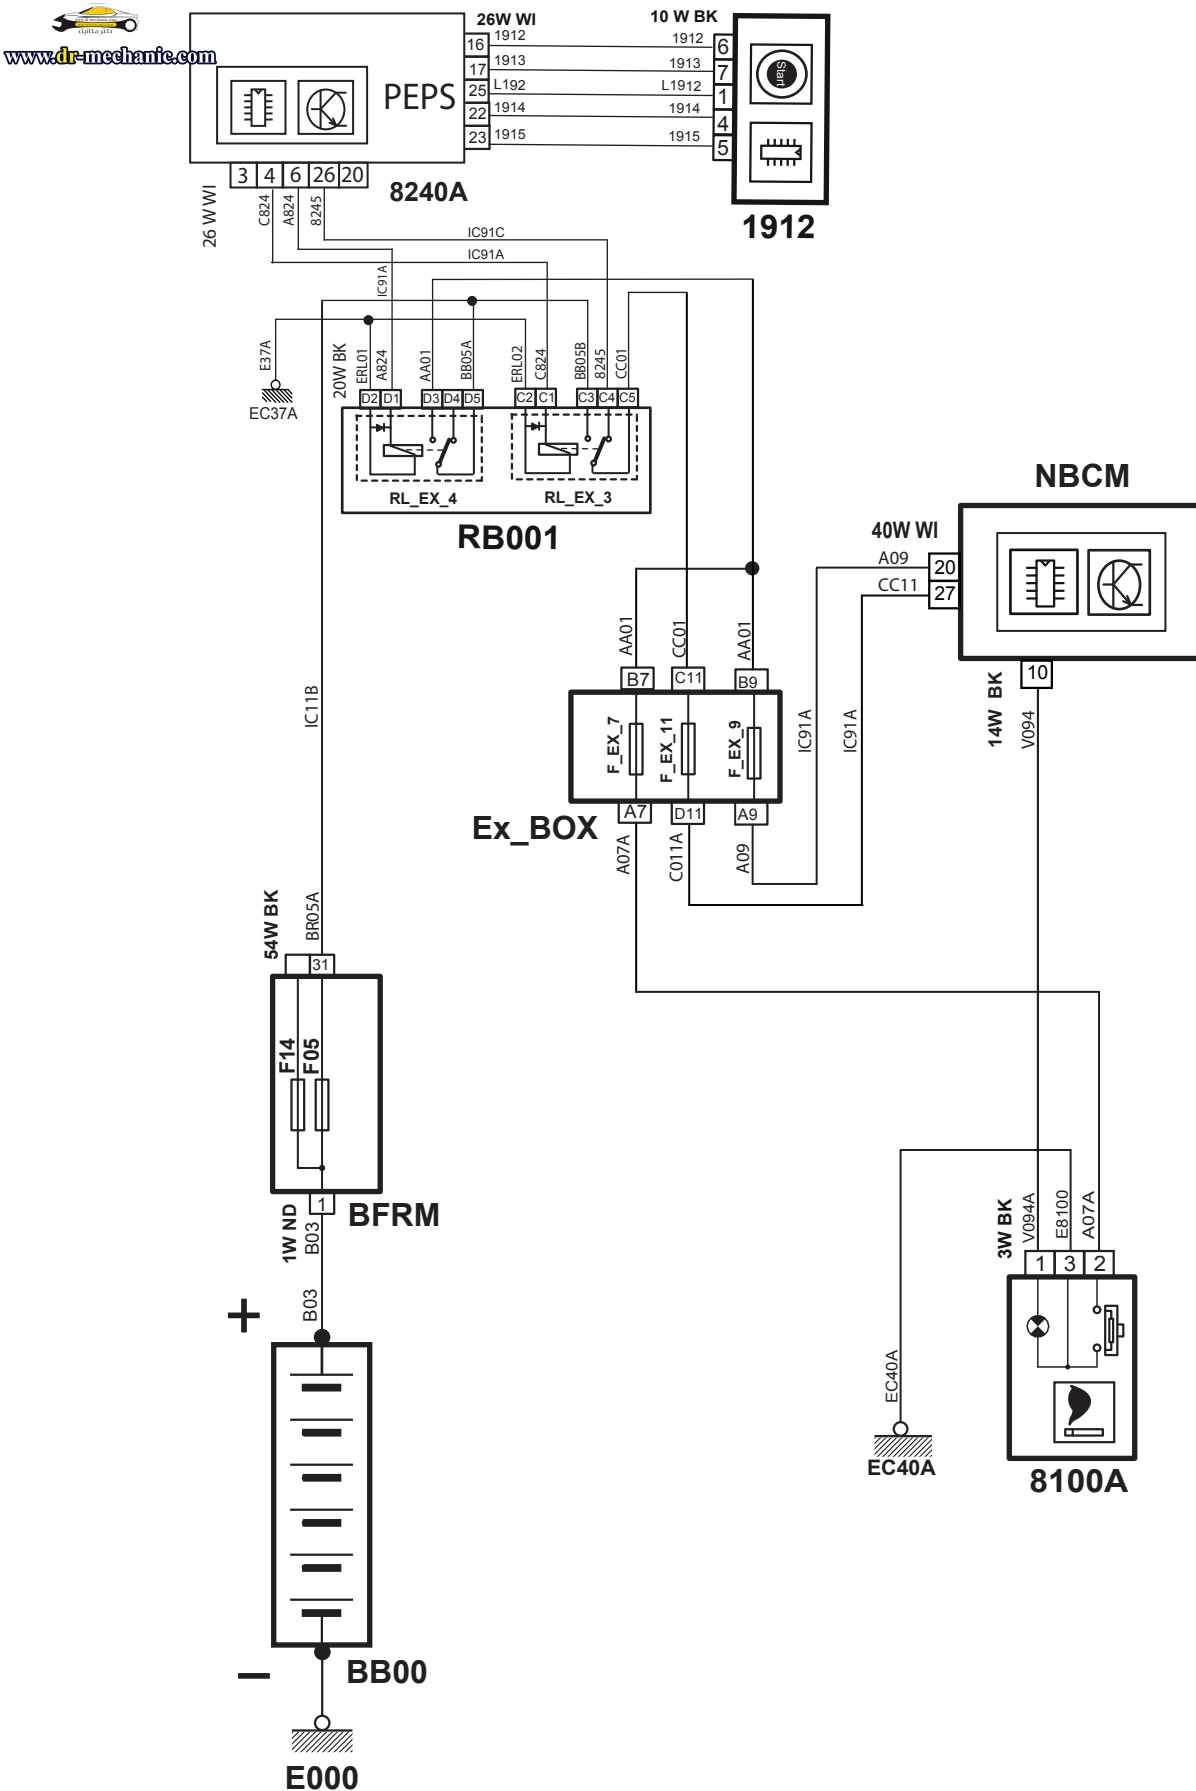 دکتر مکانیک
www.dr-mechanic.com
26W WI
10 W BK
16 1912 1912 6
17 1913 1913 7
25 L192 L1912 1
22 1914 1914 4
23 1915 1915 5
PEPS
Start
3 4 6 26 20
8240A
1912
26 W WI
C824
A824
8245
IC91C
IC91A
IC91A
E37A
EC37A
20W BK
ERL01
A824
AA01
BB05A
ERL02
C824
BB05B
8245
CC01
D2 D1 D3 D4 D5 C2 C1 C3 C4 C5
RL_EX_4
RL_EX_3
RB001
NBCM
40W WI
A09 20
CC11 27
10
14W BK
V094
AA01
CC01
AA01
B7 C11 B9
F_EX_7
F_EX_11
F_EX_9
IC91A
IC91A
IC11B
A7 D11 A9
Ex_BOX
A07A
C011A
A09
54W BK
BR05A
31
F14
F05
1
BFRM
1W ND
B03
B03
+
3W BK
V094A
E8100
A07A
1 3 2
EC40A
EC40A
8100A
–
BB00
E000